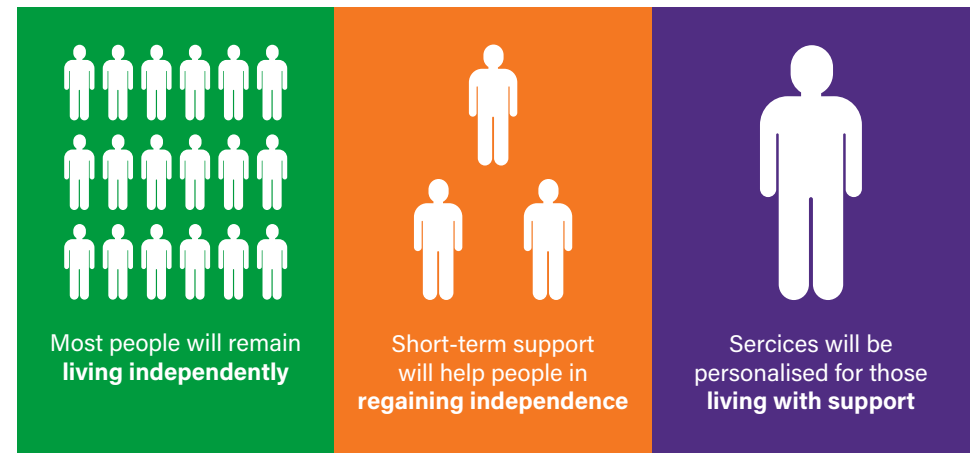 Most people will remain
living independently
Short-term support
will help people in
regaining independence
Sercices will be
personalised for those
living with support